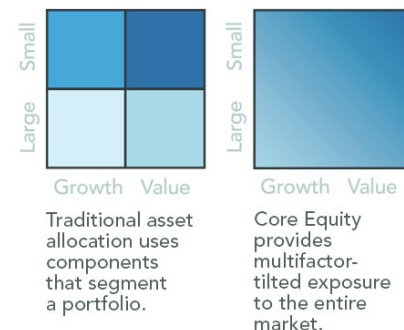 Small
Large
Growth Value
Traditional asset
allocation uses
components
that segment
a portfolio.
Small
Large
Growth Value
Core Equity
provides
multifactor-
tilted exposure
to the entire
market.